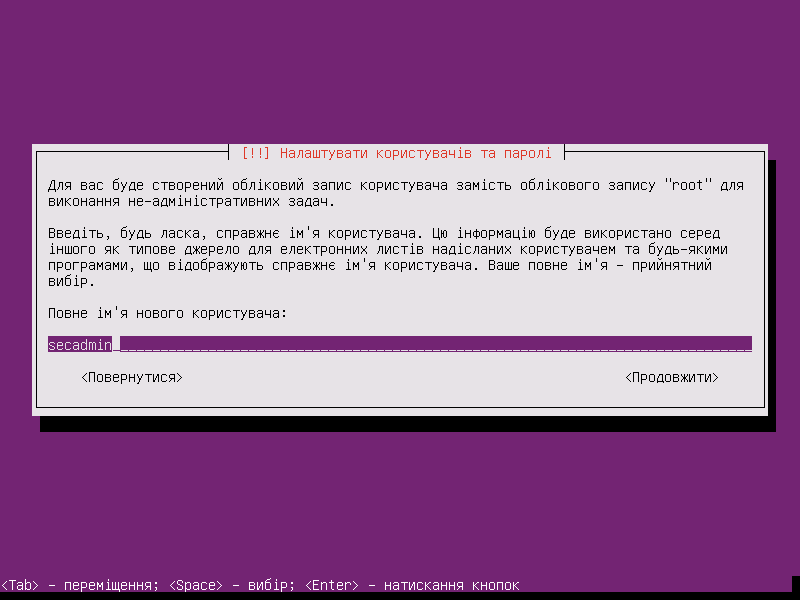 [!!] Налаштувати користувачів та паролі
Для вас буде створений обліковий запис користувача замість облікового запису "root" для
виконання не-адміністративних задач.
Введіть, будь ласка, справжнє ім'я користувача. Цю інформацію буде використано серед
іншого як типове джерело для електронних листів надісланих користувачем та будь-якими
програмами, що відображують справжнє ім'я користувача. Ваше повне ім'я - прийнятний
вибір.
Повне ім'я нового користувача:
secadmin
<Повернутися> <Продовжити>
<Tab> - переміщення; <Space> - вибір; <Enter> - натискання кнопок